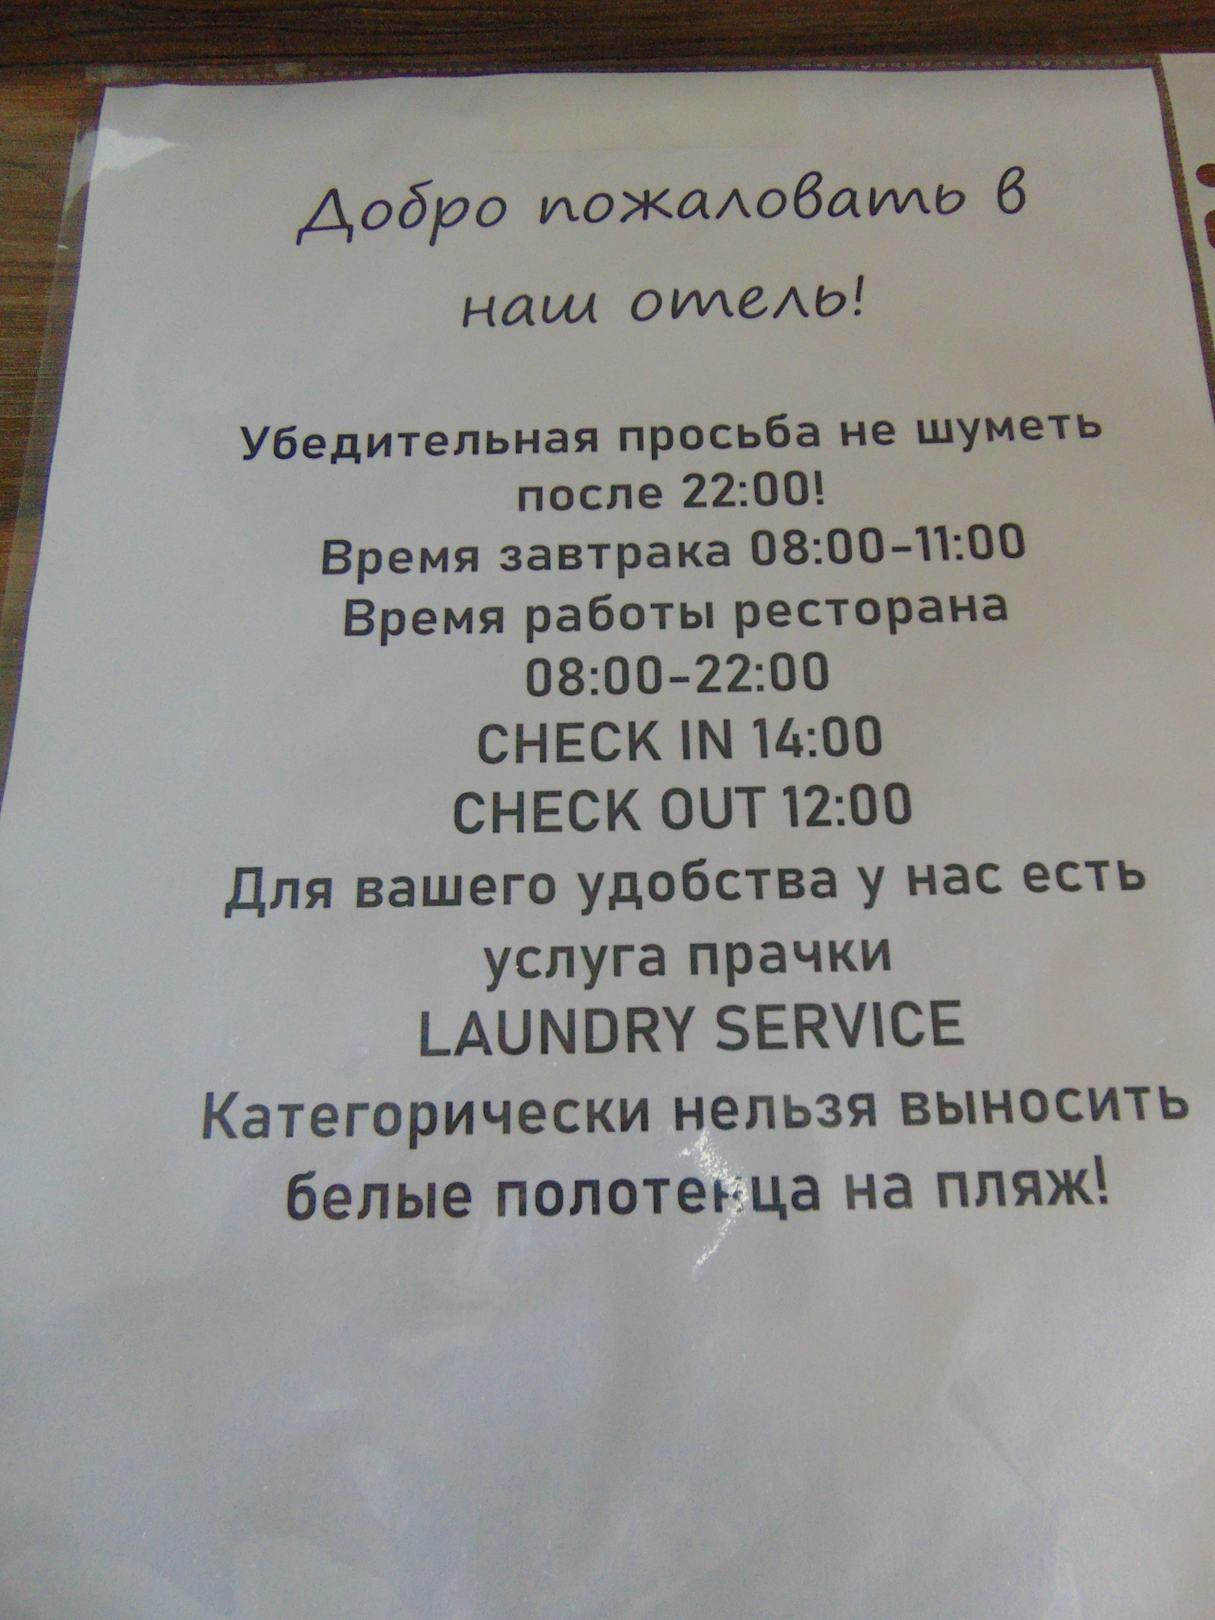 Добро пожаловать в
наш отель!
Убедительная просьба не шуметь
после 22:00!
Время завтрака 08:00-11:00
Время работы ресторана
08:00-22:00
CHECK IN 14:00
CHECK OUT 12:00
Для вашего удобства у нас есть
услуга прачки
LAUNDRY SERVICE
Категорически нельзя выносить
белые полотенца на пляж!